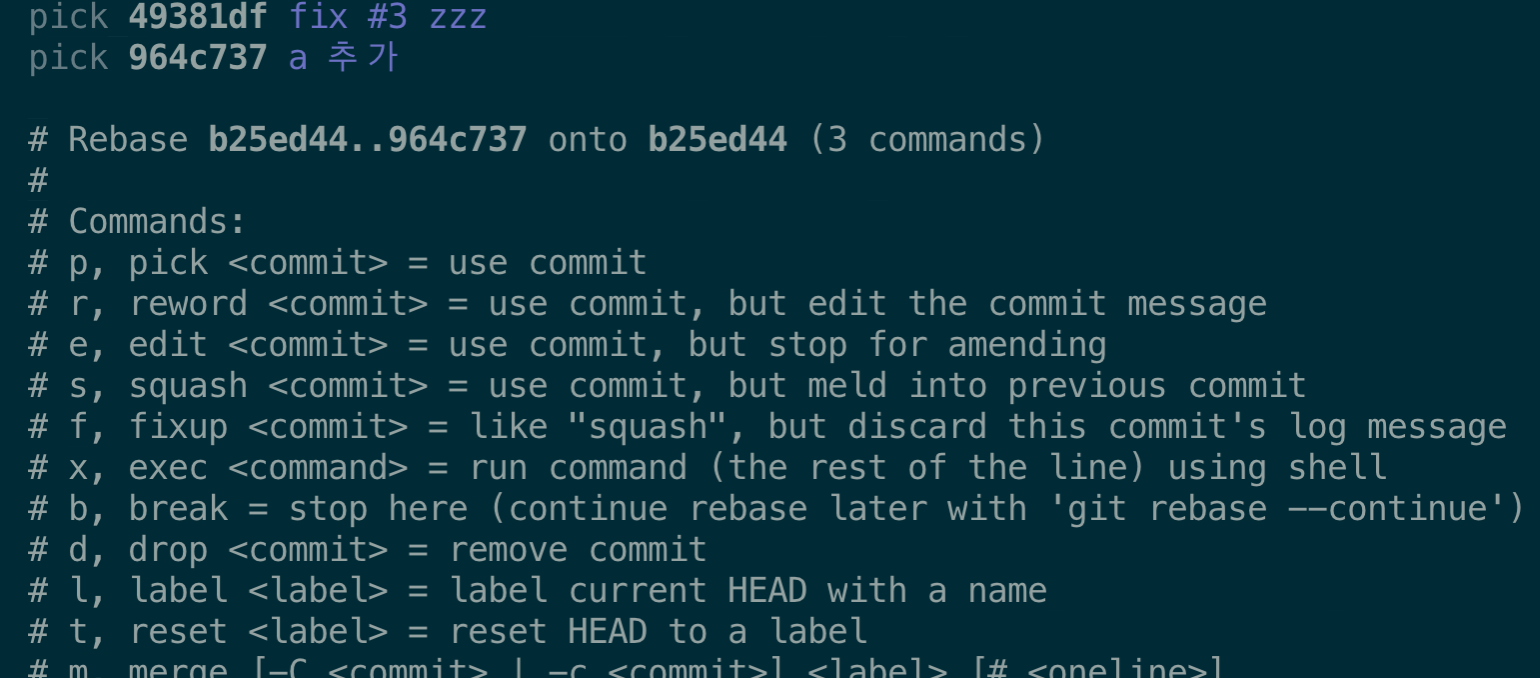 pick 49381df fix #3 zzz
pick 964c737 a 추가
# Rebase b25ed44..964c737 onto b25ed44 (3 commands)
#
# Commands:
# p, pick <commit> = use commit
# r, reword <commit> = use commit, but edit the commit message
# e, edit <commit> = use commit, but stop for amending
# s, squash <commit> = use commit, but meld into previous commit
# f, fixup <commit> = like "squash", but discard this commit's log message
# x, exec <command> = run command (the rest of the line) using shell
# b, break = stop here (continue rebase later with 'git rebase --continue')
# d, drop <commit> = remove commit
# l, label <label> = label current HEAD with a name
# t, reset <label> = reset HEAD to a label
# m, merge [-C <commit> | -c <commit>] <label> [# <oneline>]